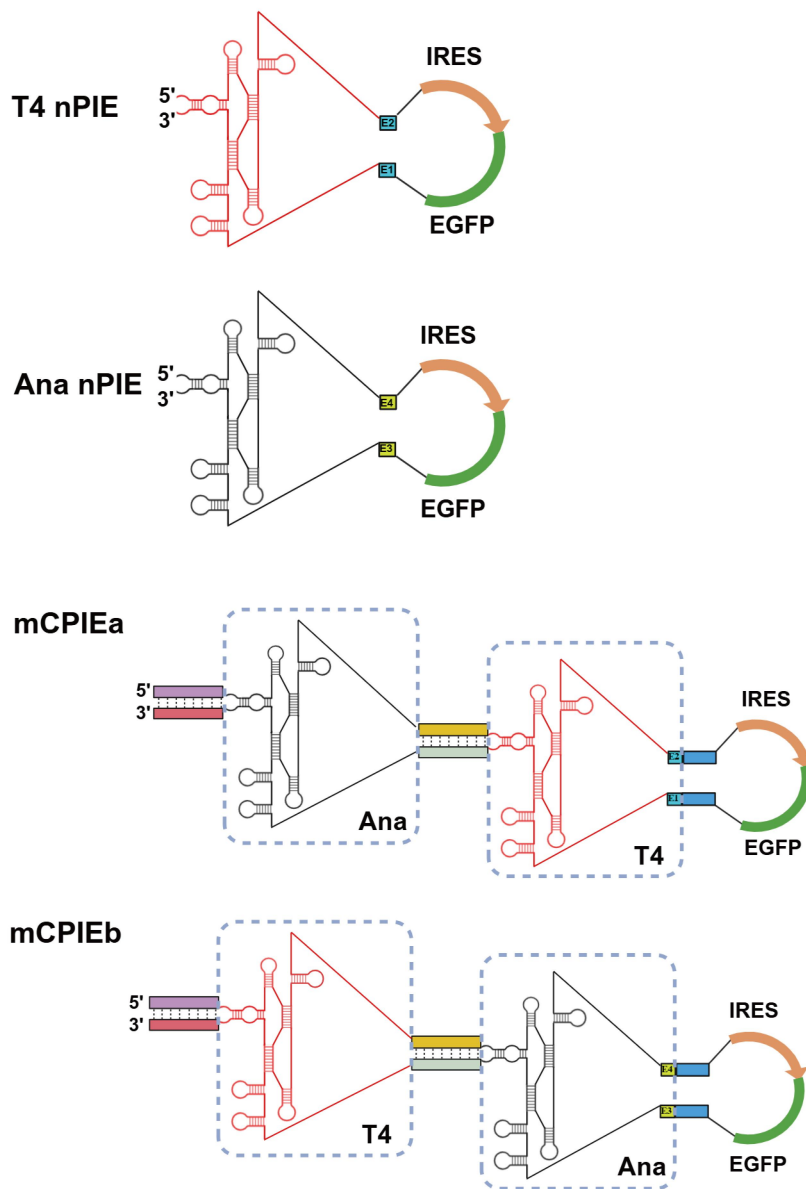 IRES
T4 nPIE
5'
3'
E2
E1
EGFP
IRES
Ana nPIE
5'
3'
E4
E3
EGFP
mCPIEa
5'
3'
Ana
IRES
E2
E1
T4
EGFP
mCPIEb
5'
3'
T4
IRES
E4
E3
Ana
EGFP